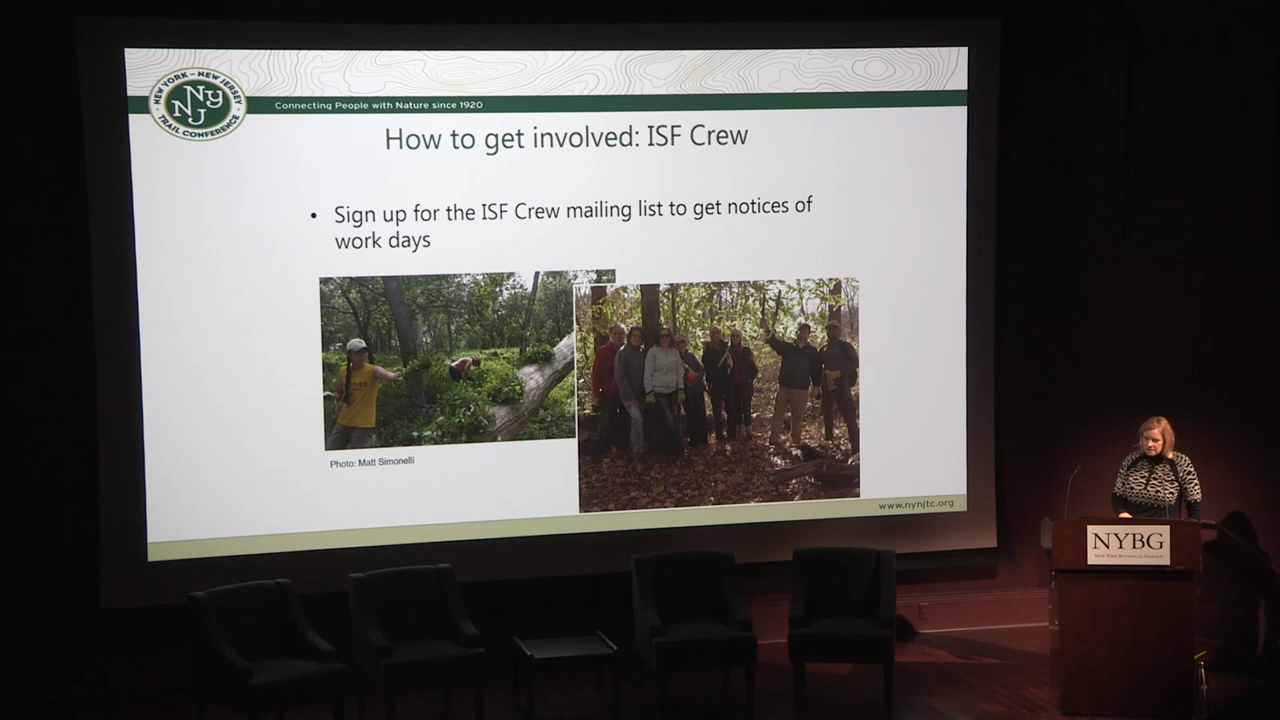 NEW YORK - NEW JERSEY
NNYJ
TRAIL CONFERENCE
Connecting People with Nature since 1920
How to get involved: ISF Crew
• Sign up for the ISF Crew mailing list to get notices of
work days
Photo: Matt Simonelli
www.nynjtc.org
NYBG
NEW YORK BOTANICAL GARDEN